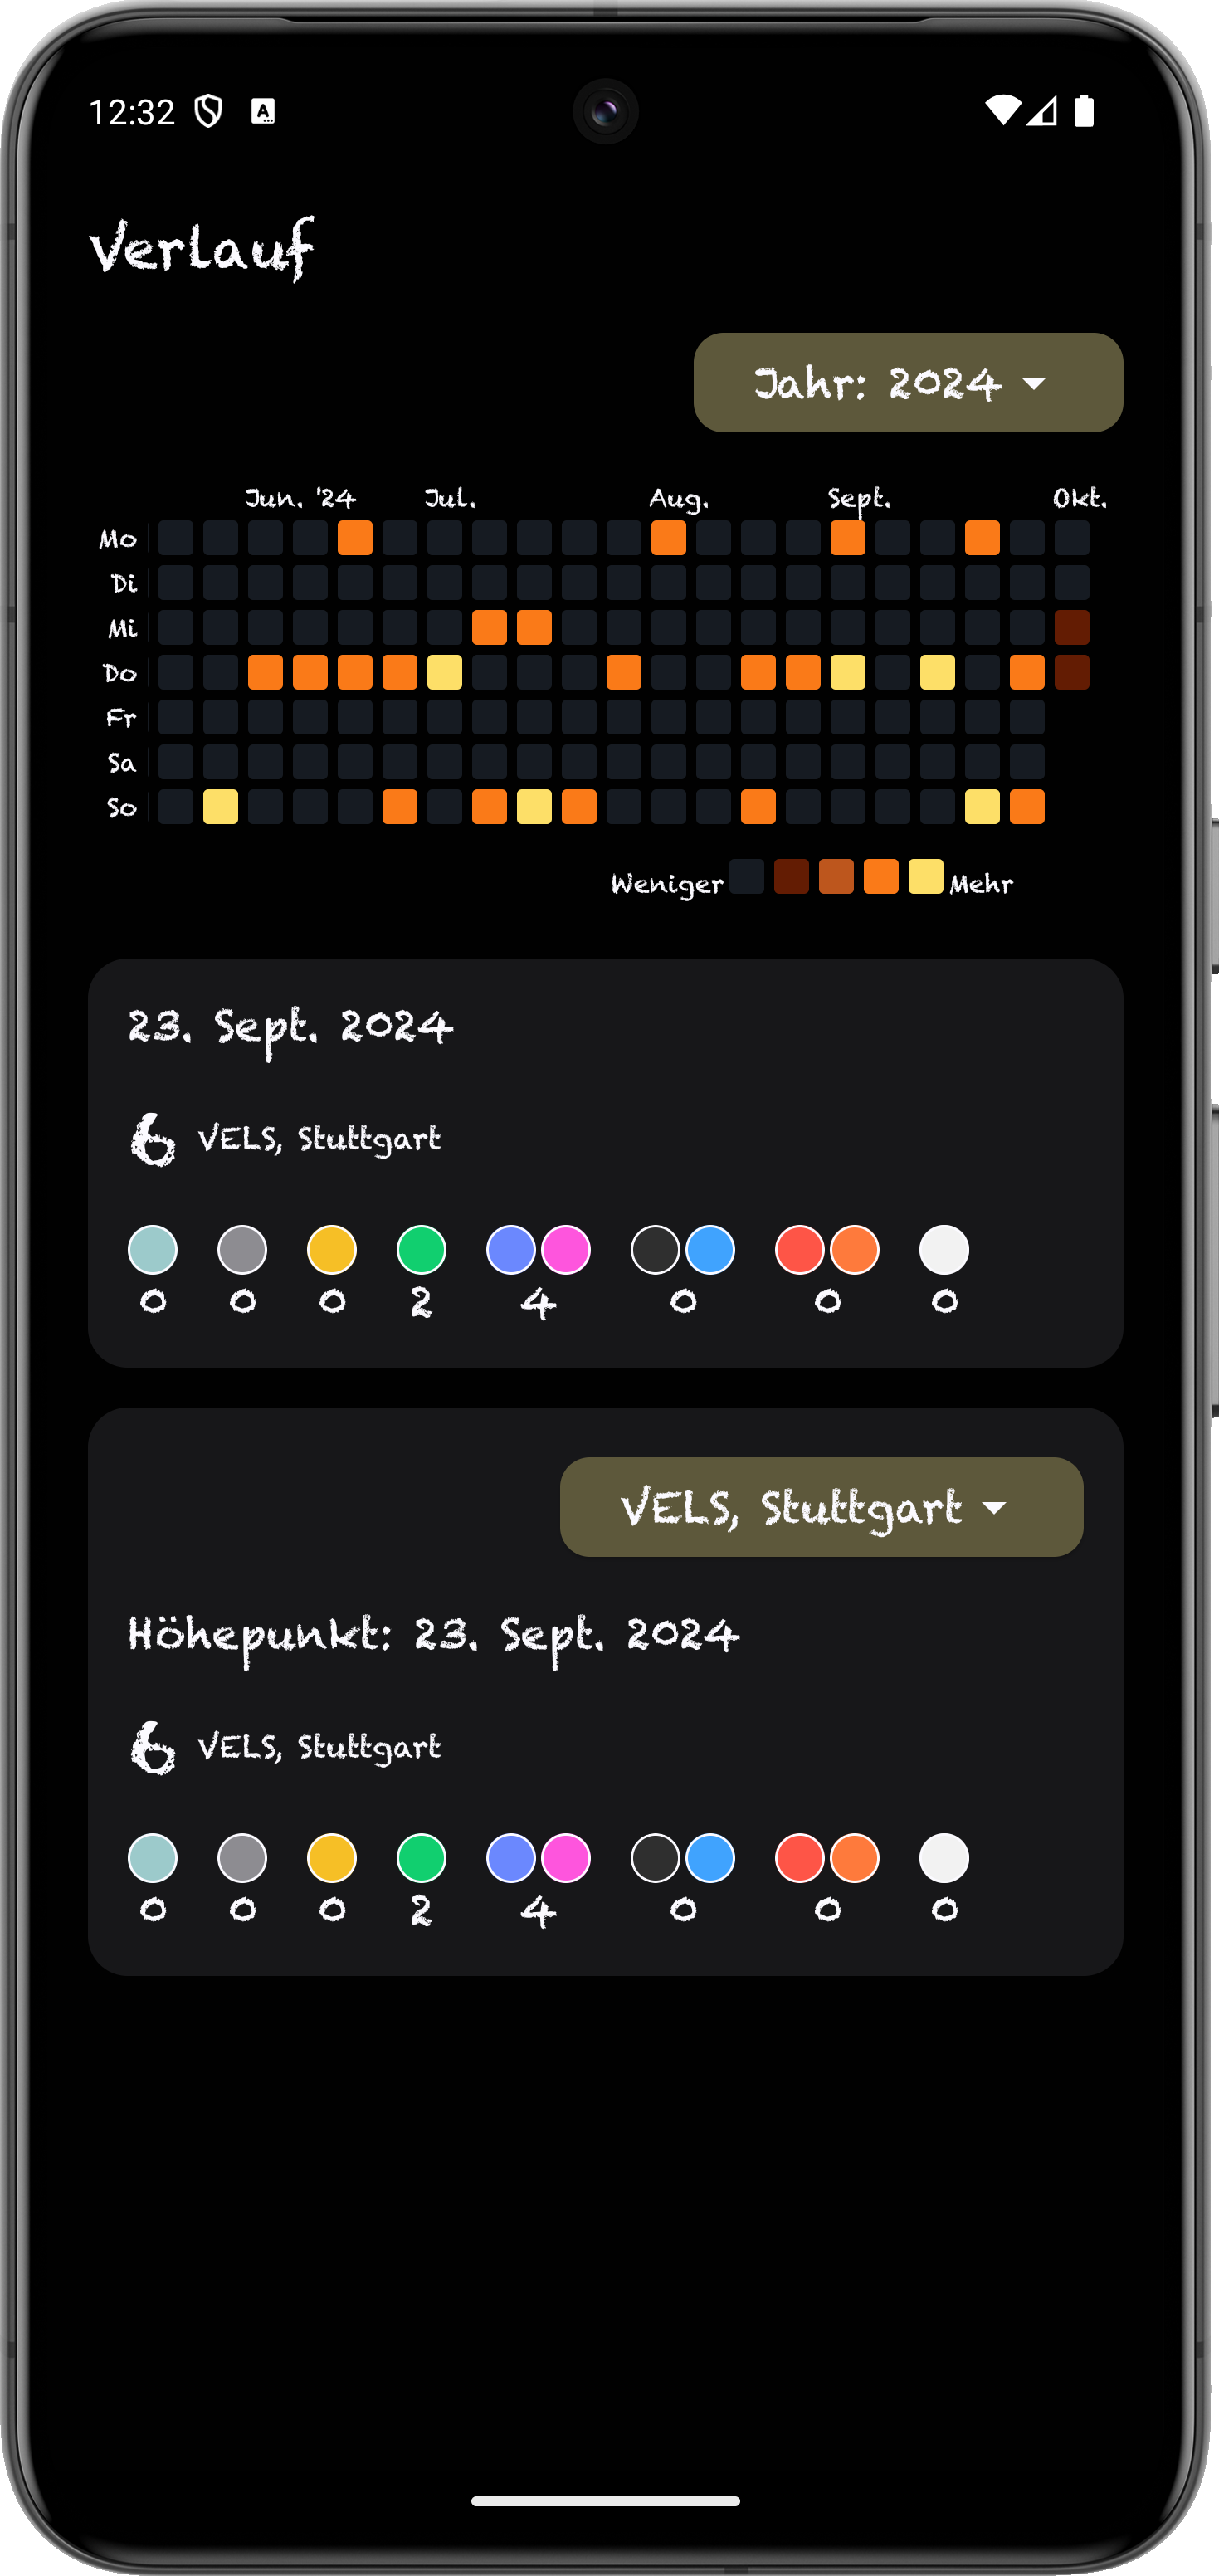 12:32
Verlauf
Jahr: 2024
Jun. '24 Jul. Aug. Sept. Okt.
Mo
Di
Mi
Do
Fr
Sa
So
Weniger Mehr
23. Sept. 2024
6 VELS, Stuttgart
0 0 0 2 4 0 0 0
VELS, Stuttgart
Höhepunkt: 23. Sept. 2024
6 VELS, Stuttgart
0 0 0 2 4 0 0 0